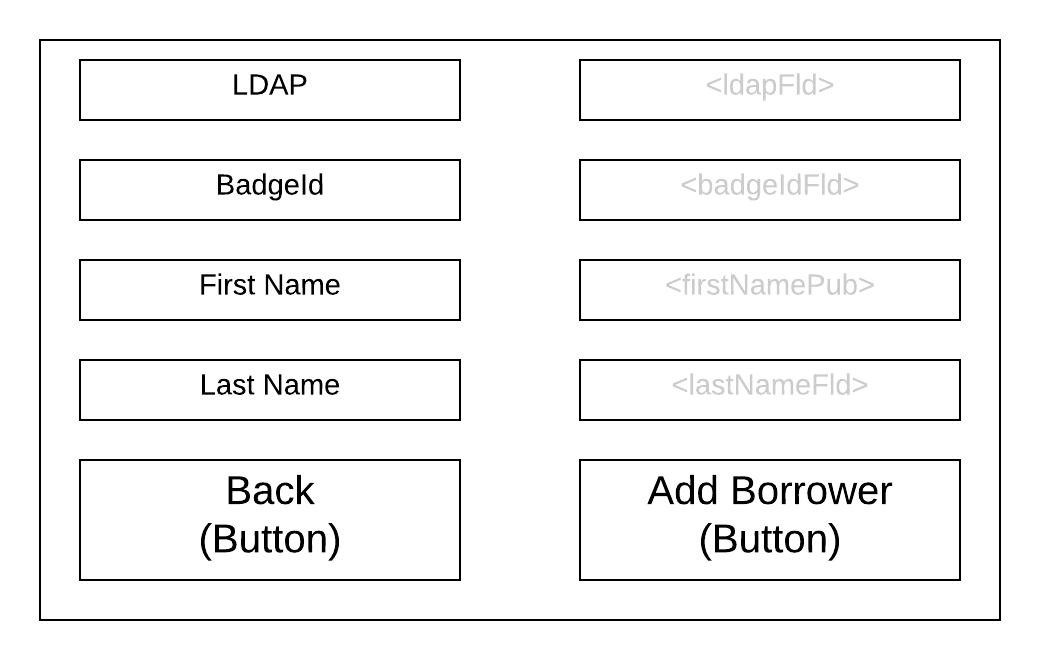 LDAP
<ldapFld>
BadgeId
<badgeIdFld>
First Name
<firstNamePub>
Last Name
<lastNameFld>
Back
(Button)
Add Borrower
(Button)